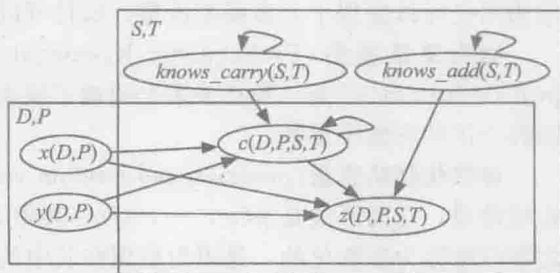 S,T
knows_carry(S,T)
knows_add(S,T)
D,P
x(D,P)
c(D,P,S,T)
y(D,P)
z(D,P,S,T)